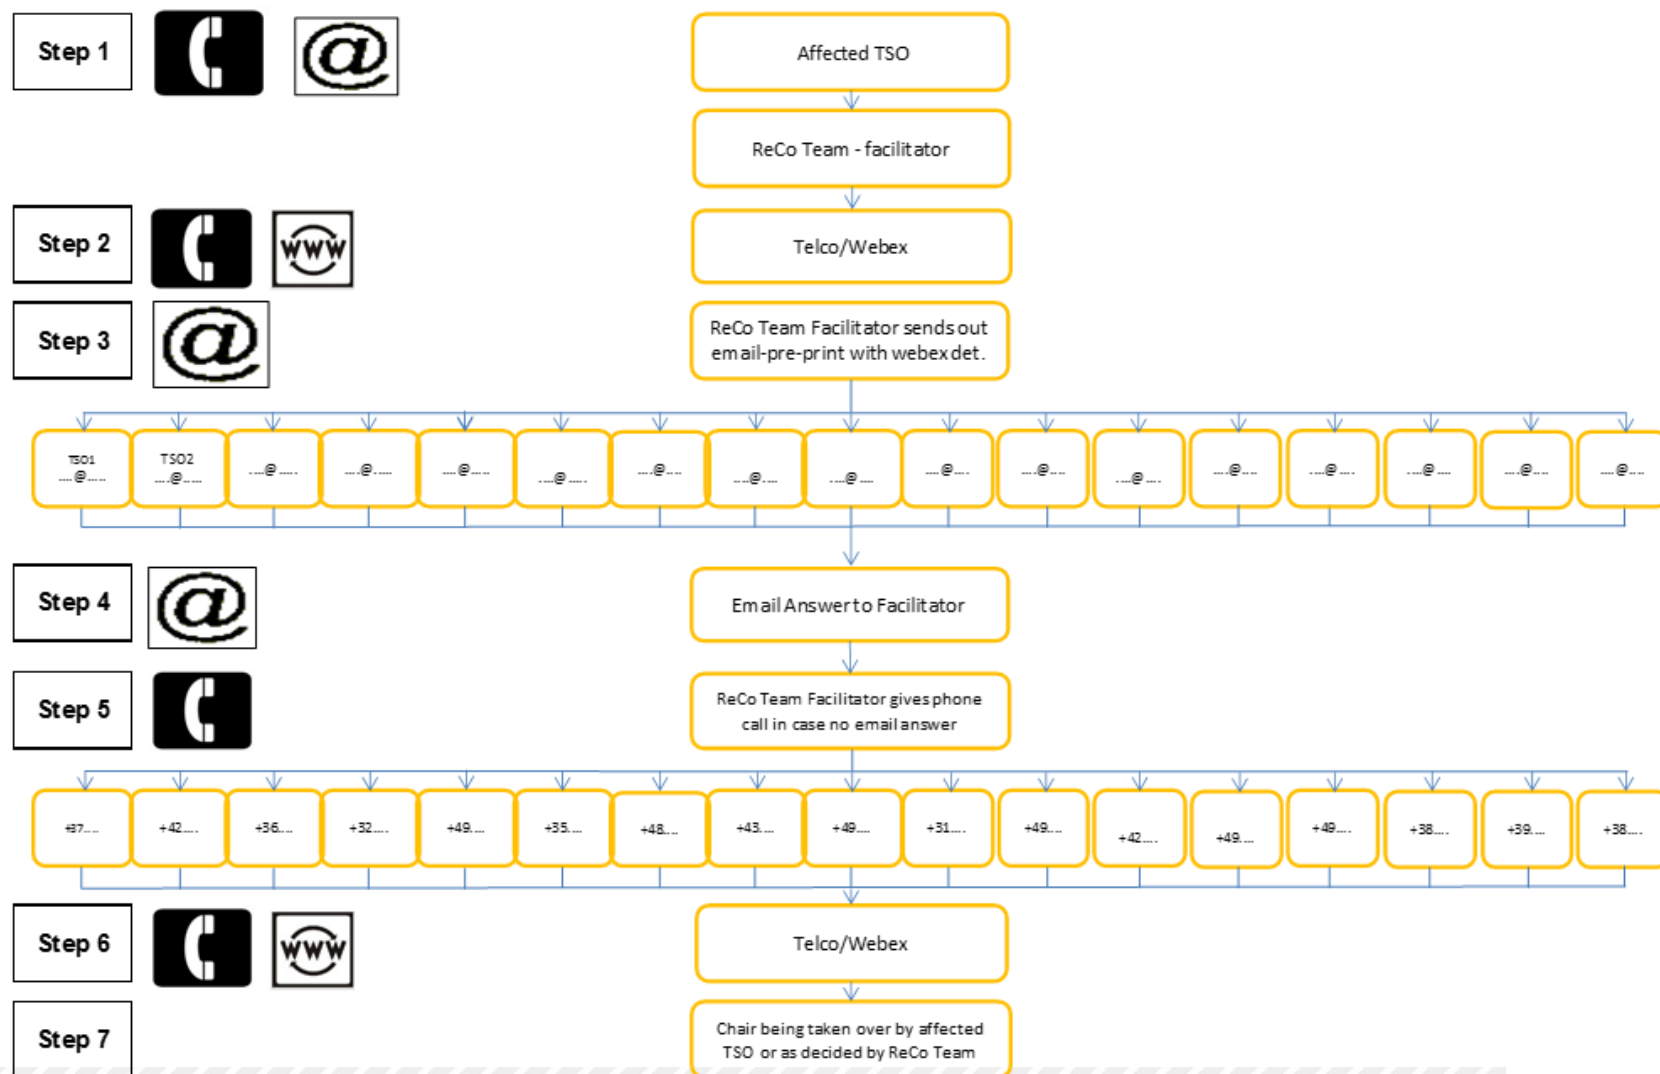 Step 1
Affected TSO
ReCo Team - facilitator
Step 2
www
Telco/Webex
Step 3
ReCo Team Facilitator sends out
email-pre-print with webex det.
TSO1
....@.....
TSO2
....@.....
....@.....
....@.....
....@.....
....@.....
....@....
....@....
....@....
....@....
....@....
....@....
....@....
....@....
....@....
....@....
....@....
Step 4
Email Answer to Facilitator
Step 5
ReCo Team Facilitator gives phone
call in case no email answer
+37.....
+42.....
+36.....
+32.....
+49....
+35.....
+48....
+43.....
+49....
+31.....
+49....
+42.....
+49....
+49.....
+38.....
+39....
+38.....
Step 6
www
Telco/Webex
Step 7
Chair being taken over by affected
TSO or as decided by ReCo Team